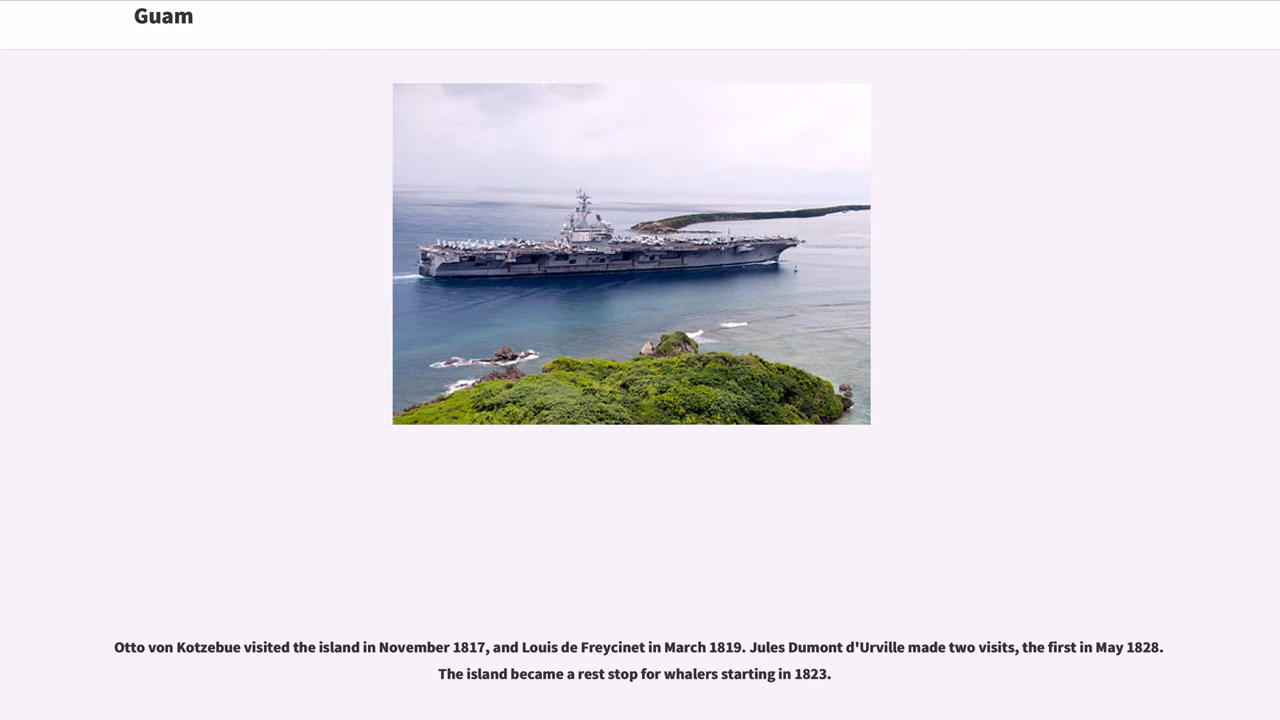 Guam
Otto von Kotzebue visited the island in November 1817, and Louis de Freycinet in March 1819. Jules Dumont d'Urville made two visits, the first in May 1828.
The island became a rest stop for whalers starting in 1823.